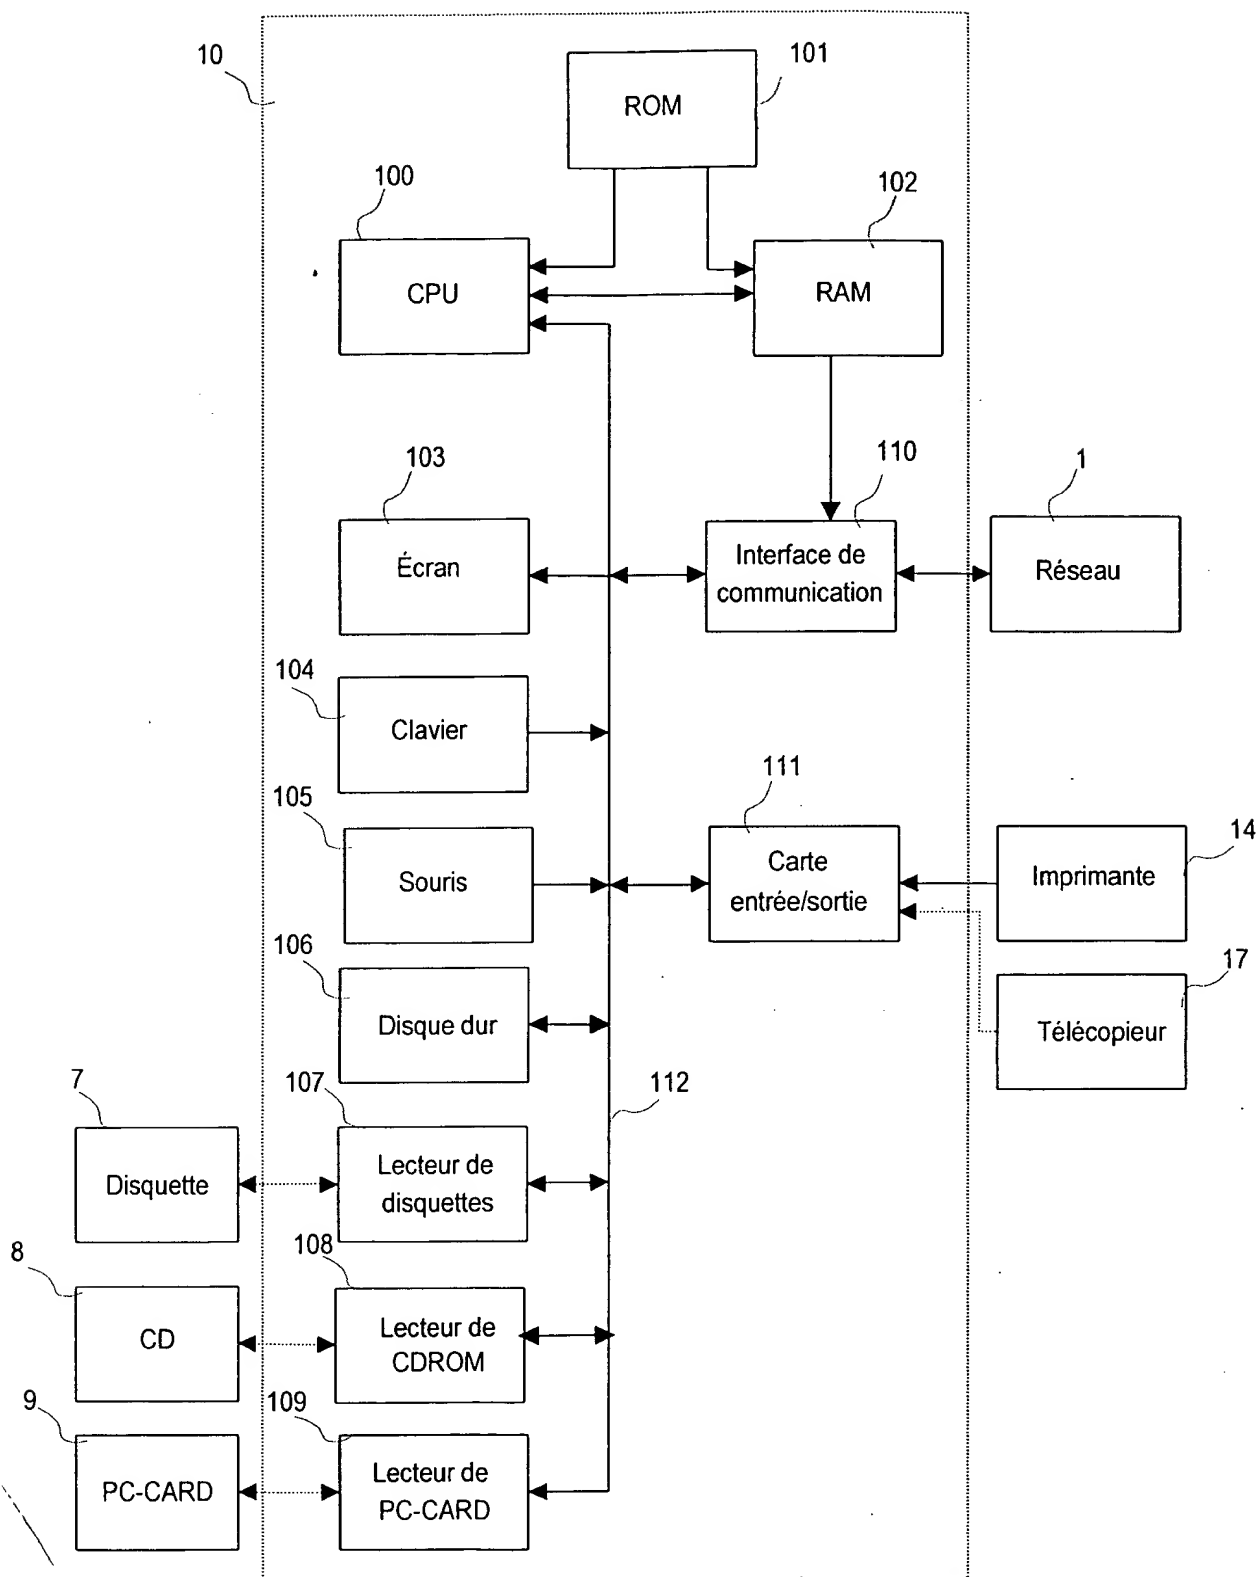 10
101
ROM
100
102
CPU
RAM
103
110
1
Écran
Interface de
communication
Réseau
104
Clavier
105
111
14
Souris
Carte
entrée/sortie
Imprimante
106
17
Disque dur
Télécopieur
7
107
112
Disquette
Lecteur de
disquettes
8
108
CD
Lecteur de
CDROM
9
109
PC-CARD
Lecteur de
PC-CARD